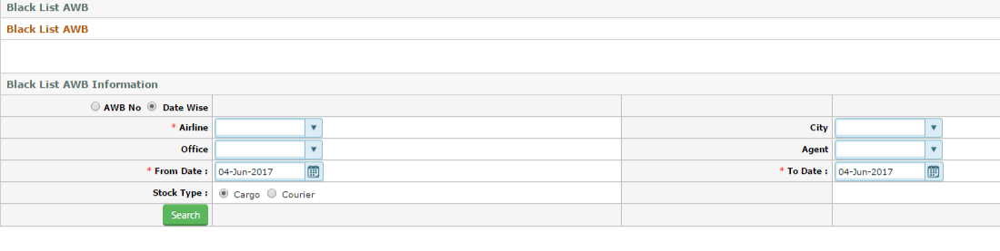 Black List AWB
Black List AWB
Black List AWB Information
AWB No Date Wise
* Airline City
Office Agent
* From Date : 04-Jun-2017 * To Date : 04-Jun-2017
Stock Type : Cargo Courier
Search